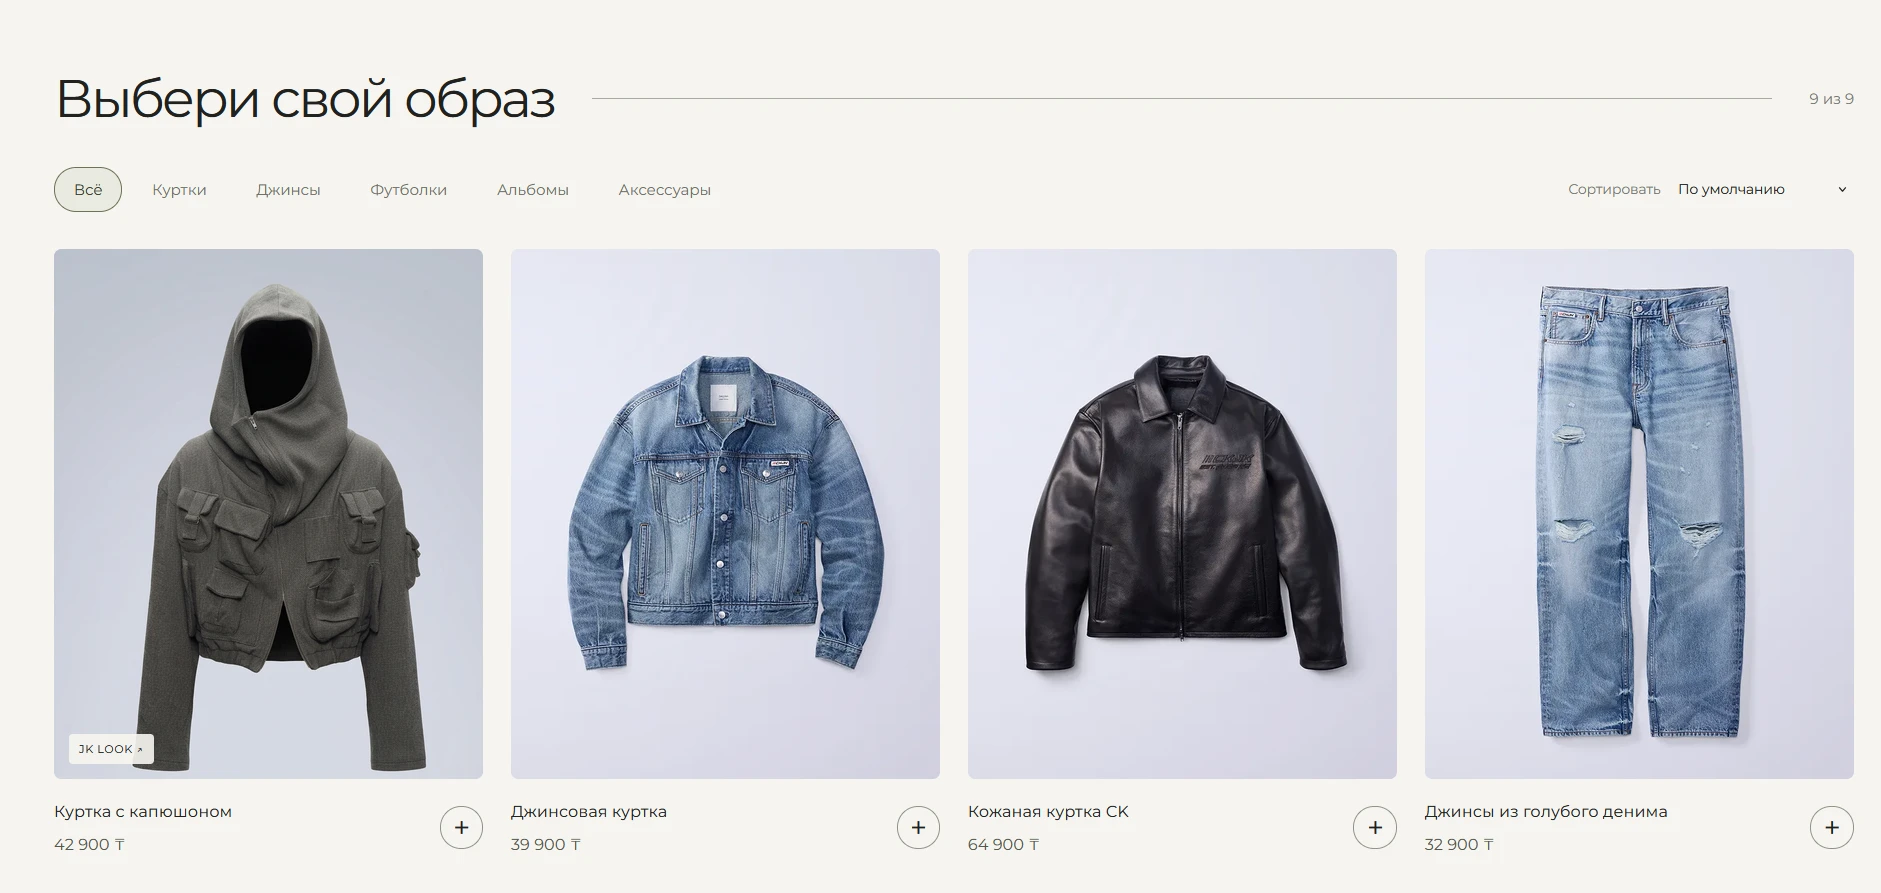 Выбери свой образ
9 из 9
Всё Куртки Джинсы Футболки Альбомы Аксессуары
Сортировать По умолчанию
JK LOOK ↗
Куртка с капюшоном
42 900 ₸
Джинсовая куртка
39 900 ₸
Кожаная куртка CK
64 900 ₸
Джинсы из голубого денима
32 900 ₸